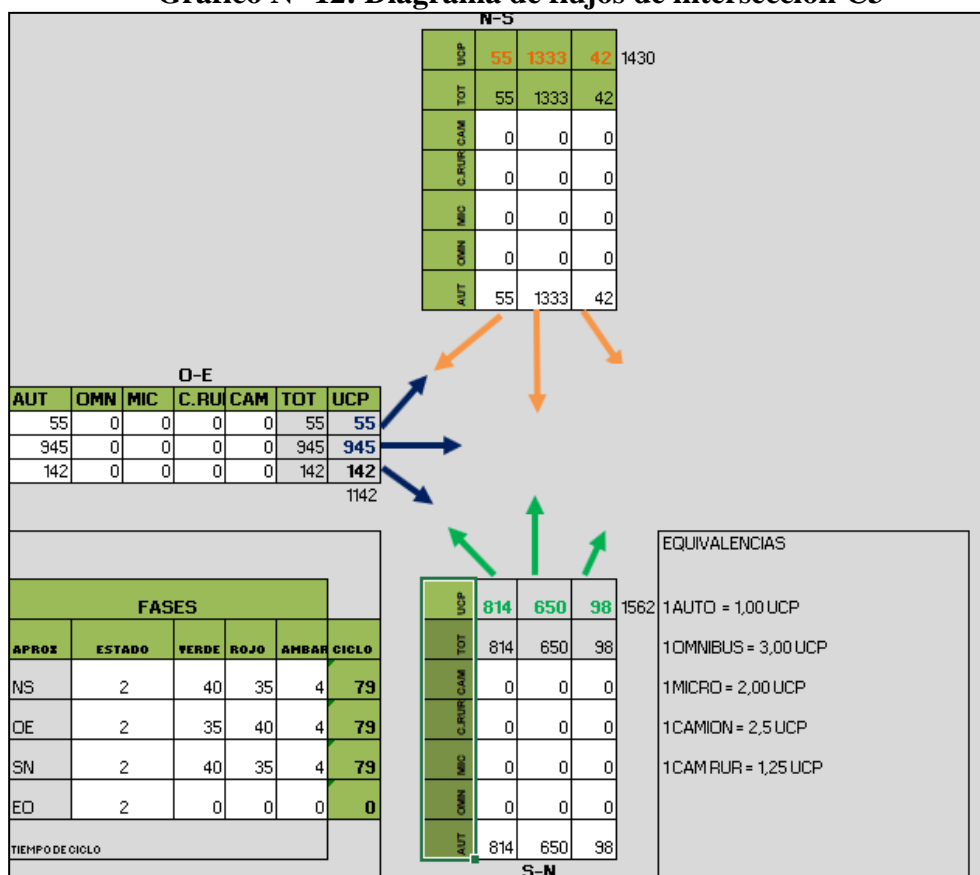 Gráfico N° 12: Diagrama de flujos de intersección C3
N-S
UCP 55 1333 42 1430
TOT 55 1333 42
CAM 0 0 0
C.RUR 0 0 0
MIC 0 0 0
OMN 0 0 0
AUT 55 1333 42
O-E
AUT OMN MIC C.RUI CAM TOT UCP
55 0 0 0 0 55 55
945 0 0 0 0 945 945
142 0 0 0 0 142 142
1142
FASES
APROX ESTADO VERDE ROJO AMBAR CICLO
NS 2 40 35 4 79
OE 2 35 40 4 79
SN 2 40 35 4 79
EO 2 0 0 0 0
TIEMPO DE CICLO
UCP 814 650 98 1562
TOT 814 650 98
CAM 0 0 0
C.RUR 0 0 0
MIC 0 0 0
OMN 0 0 0
AUT 814 650 98
S-N
EQUIVALENCIAS
1 AUTO = 1,00 UCP
1 OMNIBUS = 3,00 UCP
1 MICRO = 2,00 UCP
1 CAMION = 2,5 UCP
1 CAM RUR = 1,25 UCP